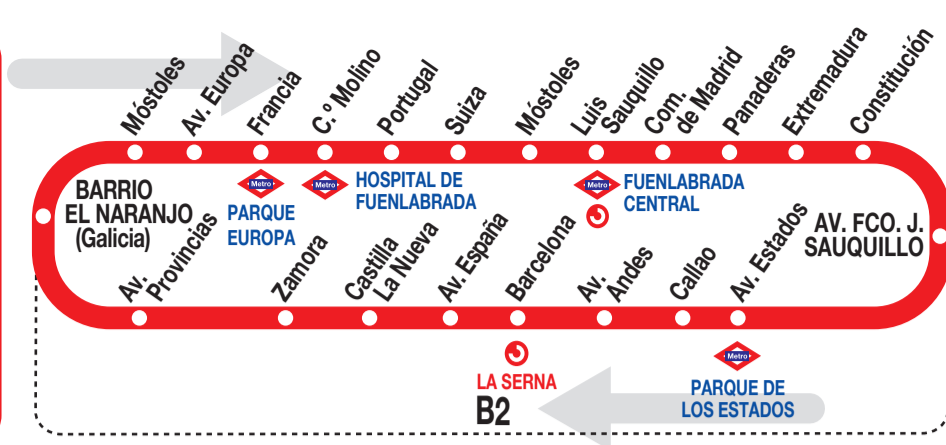 Móstoles
Av. Europa
Francia
C.º Molino
Portugal
Suiza
Móstoles
Luis
Sauquillo
Com.
de Madrid
Panaderas
Extremadura
Constitución
BARRIO
EL NARANJO
(Galicia)
Metro
PARQUE
EUROPA
Metro
HOSPITAL DE
FUENLABRADA
Metro
FUENLABRADA
CENTRAL
AV. FCO. J.
SAUQUILLO
Av.
Provincias
Zamora
Castilla
La Nueva
Av. España
Barcelona
Av.
Andes
Callao
Av. Estados
LA SERNA
B2
Metro
PARQUE DE
LOS ESTADOS